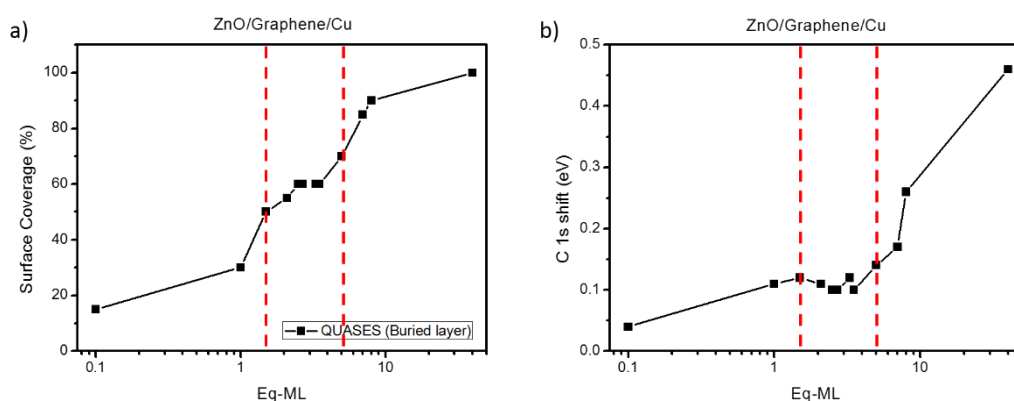 a)
ZnO/Graphene/Cu
100
80
60
40
20
0
Surface Coverage (%)
QUASES (Buried layer)
0.1
1
10
Eq-ML
b)
ZnO/Graphene/Cu
0.5
0.4
0.3
0.2
0.1
0.0
C 1s shift (eV)
0.1
1
10
Eq-ML